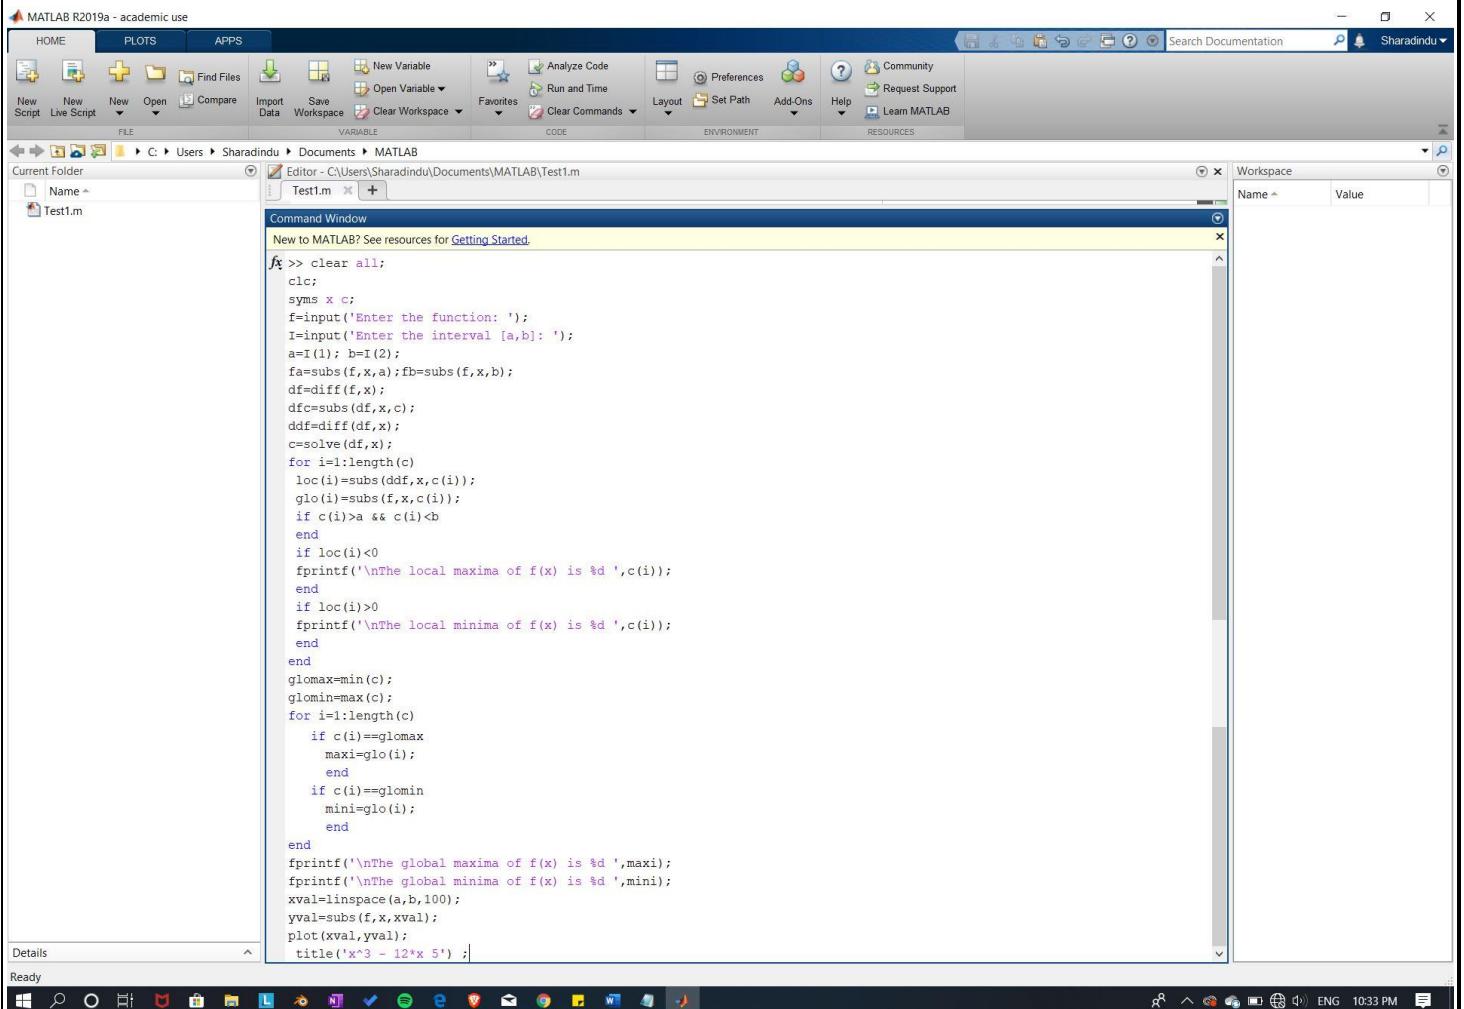 MATLAB R2019a - academic use
HOME PLOTS APPS Search Documentation Sharadindu
New Script New Live Script New Open Find Files Compare FILE
Import Data Save Workspace New Variable Open Variable Clear Workspace VARIABLE
Favorites Analyze Code Run and Time Clear Commands CODE
Layout Preferences Set Path Add-Ons ENVIRONMENT
Help Community Request Support Learn MATLAB RESOURCES
C: Users Sharadindu Documents MATLAB
Current Folder
Name
Test1.m
Details
Editor - C:\Users\Sharadindu\Documents\MATLAB\Test1.m
Test1.m
Command Window
New to MATLAB? See resources for Getting Started.
fx >> clear all;
clc;
syms x c;
f=input('Enter the function: ');
I=input('Enter the interval [a,b]: ');
a=I(1); b=I(2);
fa=subs(f,x,a);fb=subs(f,x,b);
df=diff(f,x);
dfc=subs(df,x,c);
ddf=diff(df,x);
c=solve(df,x);
for i=1:length(c)
loc(i)=subs(ddf,x,c(i));
glo(i)=subs(f,x,c(i));
if c(i)>a && c(i)<b
end
if loc(i)<0
fprintf('\nThe local maxima of f(x) is %d ',c(i));
end
if loc(i)>0
fprintf('\nThe local minima of f(x) is %d ',c(i));
end
end
glomax=min(c);
glomin=max(c);
for i=1:length(c)
if c(i)==glomax
maxi=glo(i);
end
if c(i)==glomin
mini=glo(i);
end
end
fprintf('\nThe global maxima of f(x) is %d ',maxi);
fprintf('\nThe global minima of f(x) is %d ',mini);
xval=linspace(a,b,100);
yval=subs(f,x,xval);
plot(xval,yval);
title('x^3 - 12*x 5') ;
Workspace
Name Value
Ready
ENG 10:33 PM